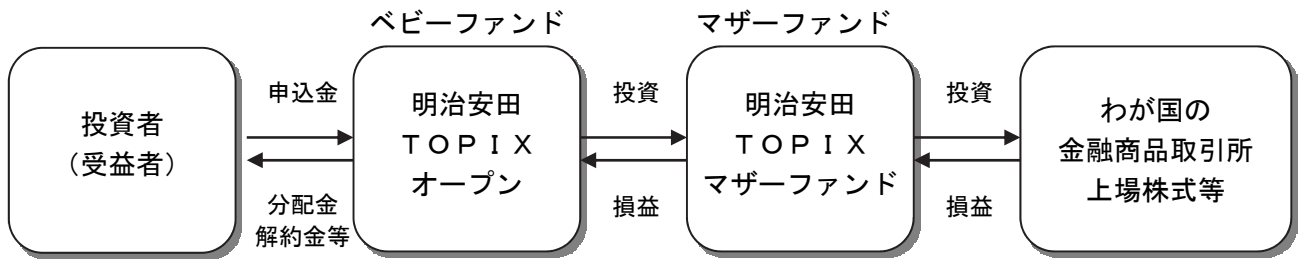 ベビーファンド
マザーファンド
投資者
（受益者）
申込金
分配金
解約金等
明治安田
ＴＯＰＩＸ
オープン
投資
損益
明治安田
ＴＯＰＩＸ
マザーファンド
投資
損益
わが国の
金融商品取引所
上場株式等